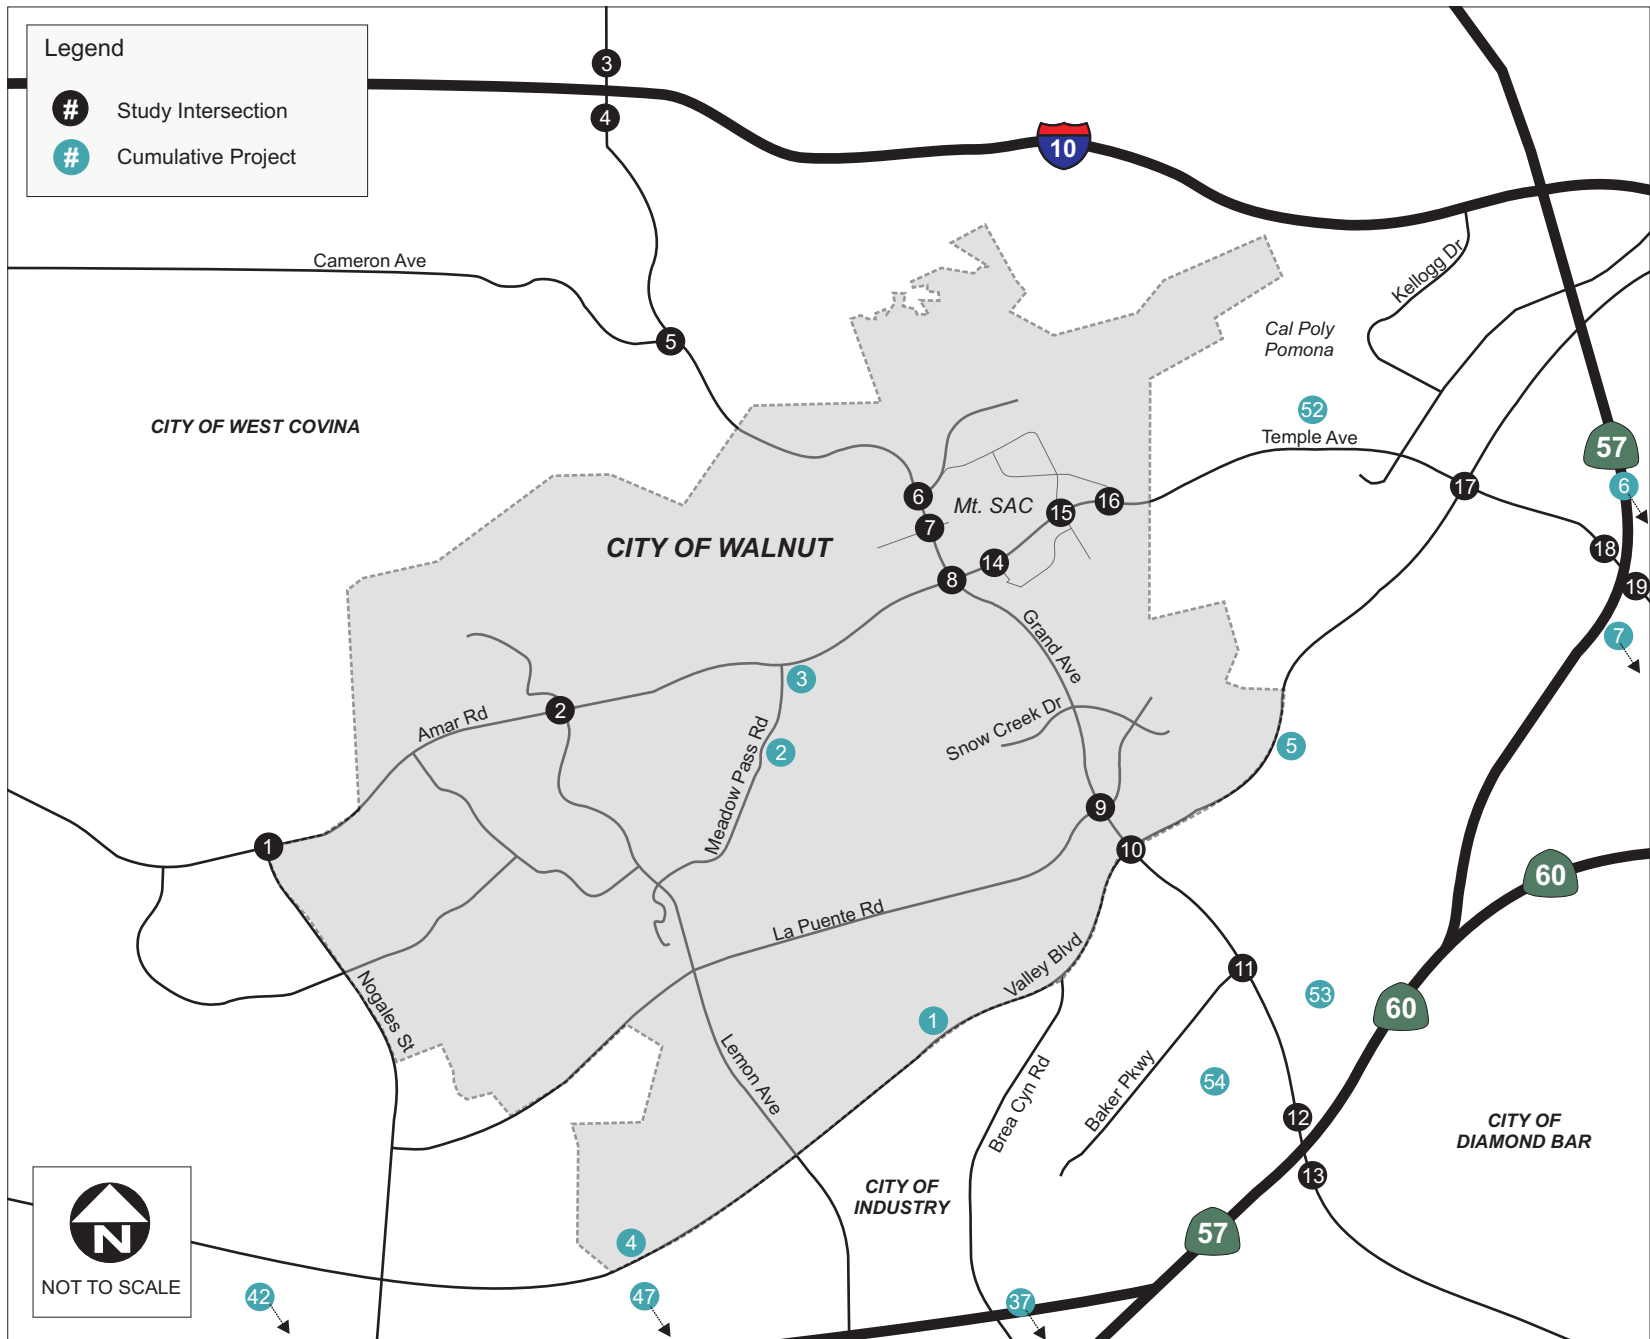 Legend
# Study Intersection
# Cumulative Project
3
4
10
Cameron Ave
Kellogg Dr
5
Cal Poly
Pomona
52
CITY OF WEST COVINA
Temple Ave
57
6
17
6
Mt. SAC
16
15
7
CITY OF WALNUT
18
14
8
19
Grand Ave
7
3
2
Amar Rd
Snow Creek Dr
5
2
Meadow Pass Rd
9
1
10
60
La Puente Rd
Valley Blvd
11
Nogales St
53
60
1
Lemon Ave
54
Brea Cyn Rd
Baker Pkwy
12
CITY OF
DIAMOND BAR
13
CITY OF
INDUSTRY
N
57
4
NOT TO SCALE
42
47
37